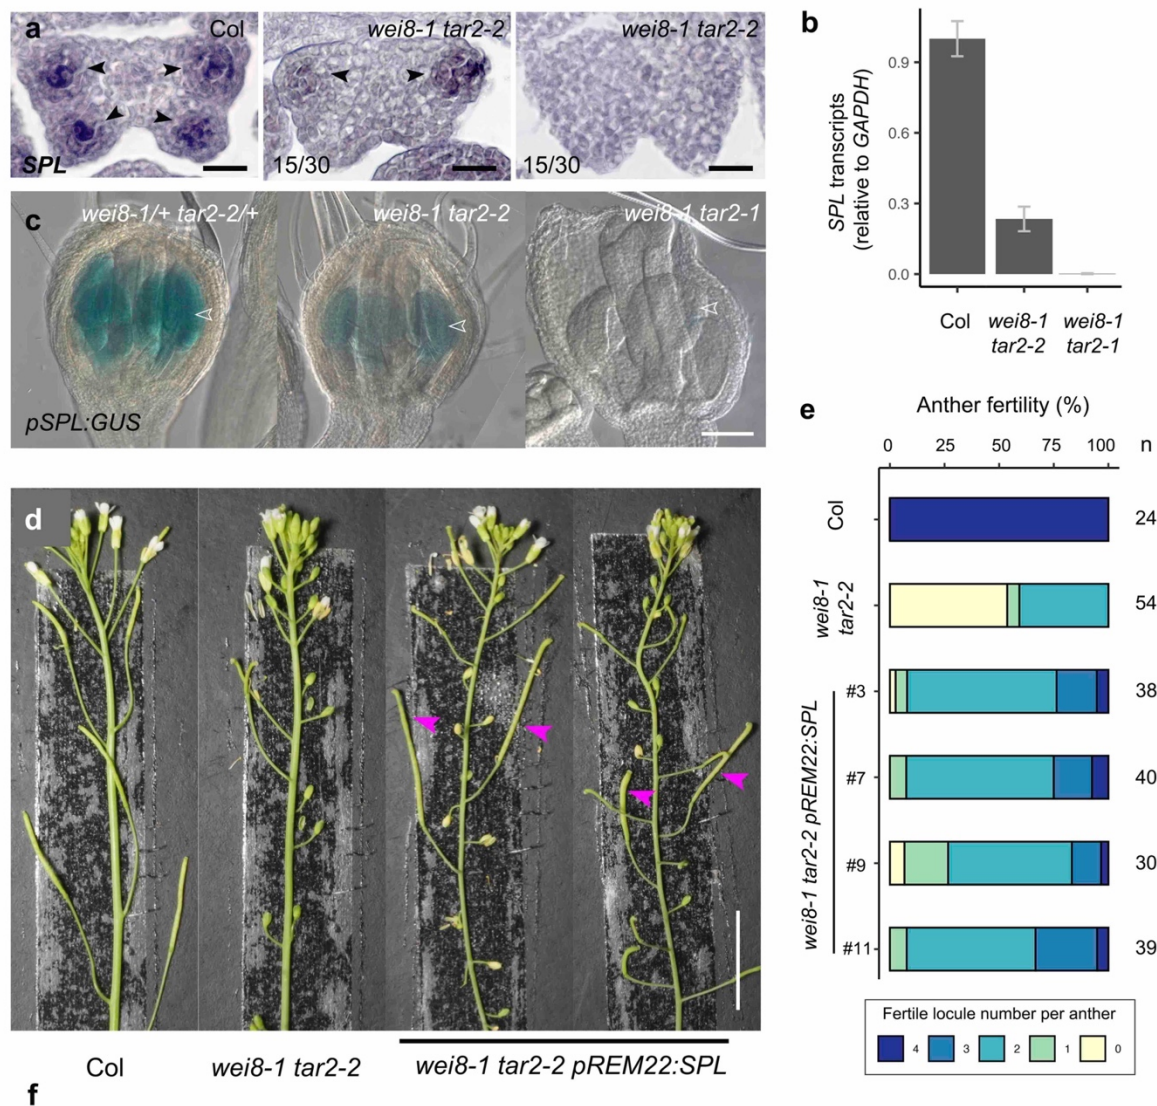 a
Col
wei8-1 tar2-2
wei8-1 tar2-2
SPL
15/30
15/30
b
SPL transcripts
(relative to GAPDH)
0.9
0.6
0.3
0.0
Col
wei8-1
tar2-2
wei8-1
tar2-1
c
wei8-1/+ tar2-2/+
wei8-1 tar2-2
wei8-1 tar2-1
pSPL:GUS
d
Col
wei8-1 tar2-2
wei8-1 tar2-2 pREM22:SPL
e
Anther fertility (%)
0 25 50 75 100 n
Col 24
wei8-1
tar2-2
54
wei8-1 tar2-2 pREM22:SPL
#3 38
#7 40
#9 30
#11 39
Fertile locule number per anther
4 3 2 1 0
f